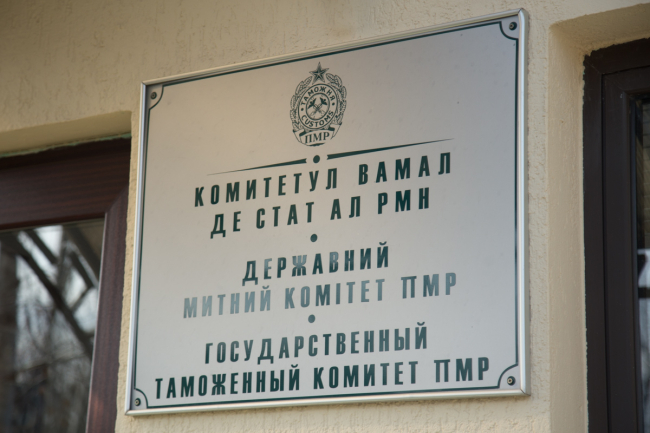 ТАМОЖНЯ
CUSTOMS
ПМР
КОМИТЕТУЛ ВАМАЛ
ДЕ СТАТ АЛ РМН
ДЕРЖАВНИЙ
МИТНИЙ КОМІТЕТ ПМР
ГОСУДАРСТВЕННЫЙ
ТАМОЖЕННЫЙ КОМИТЕТ ПМР